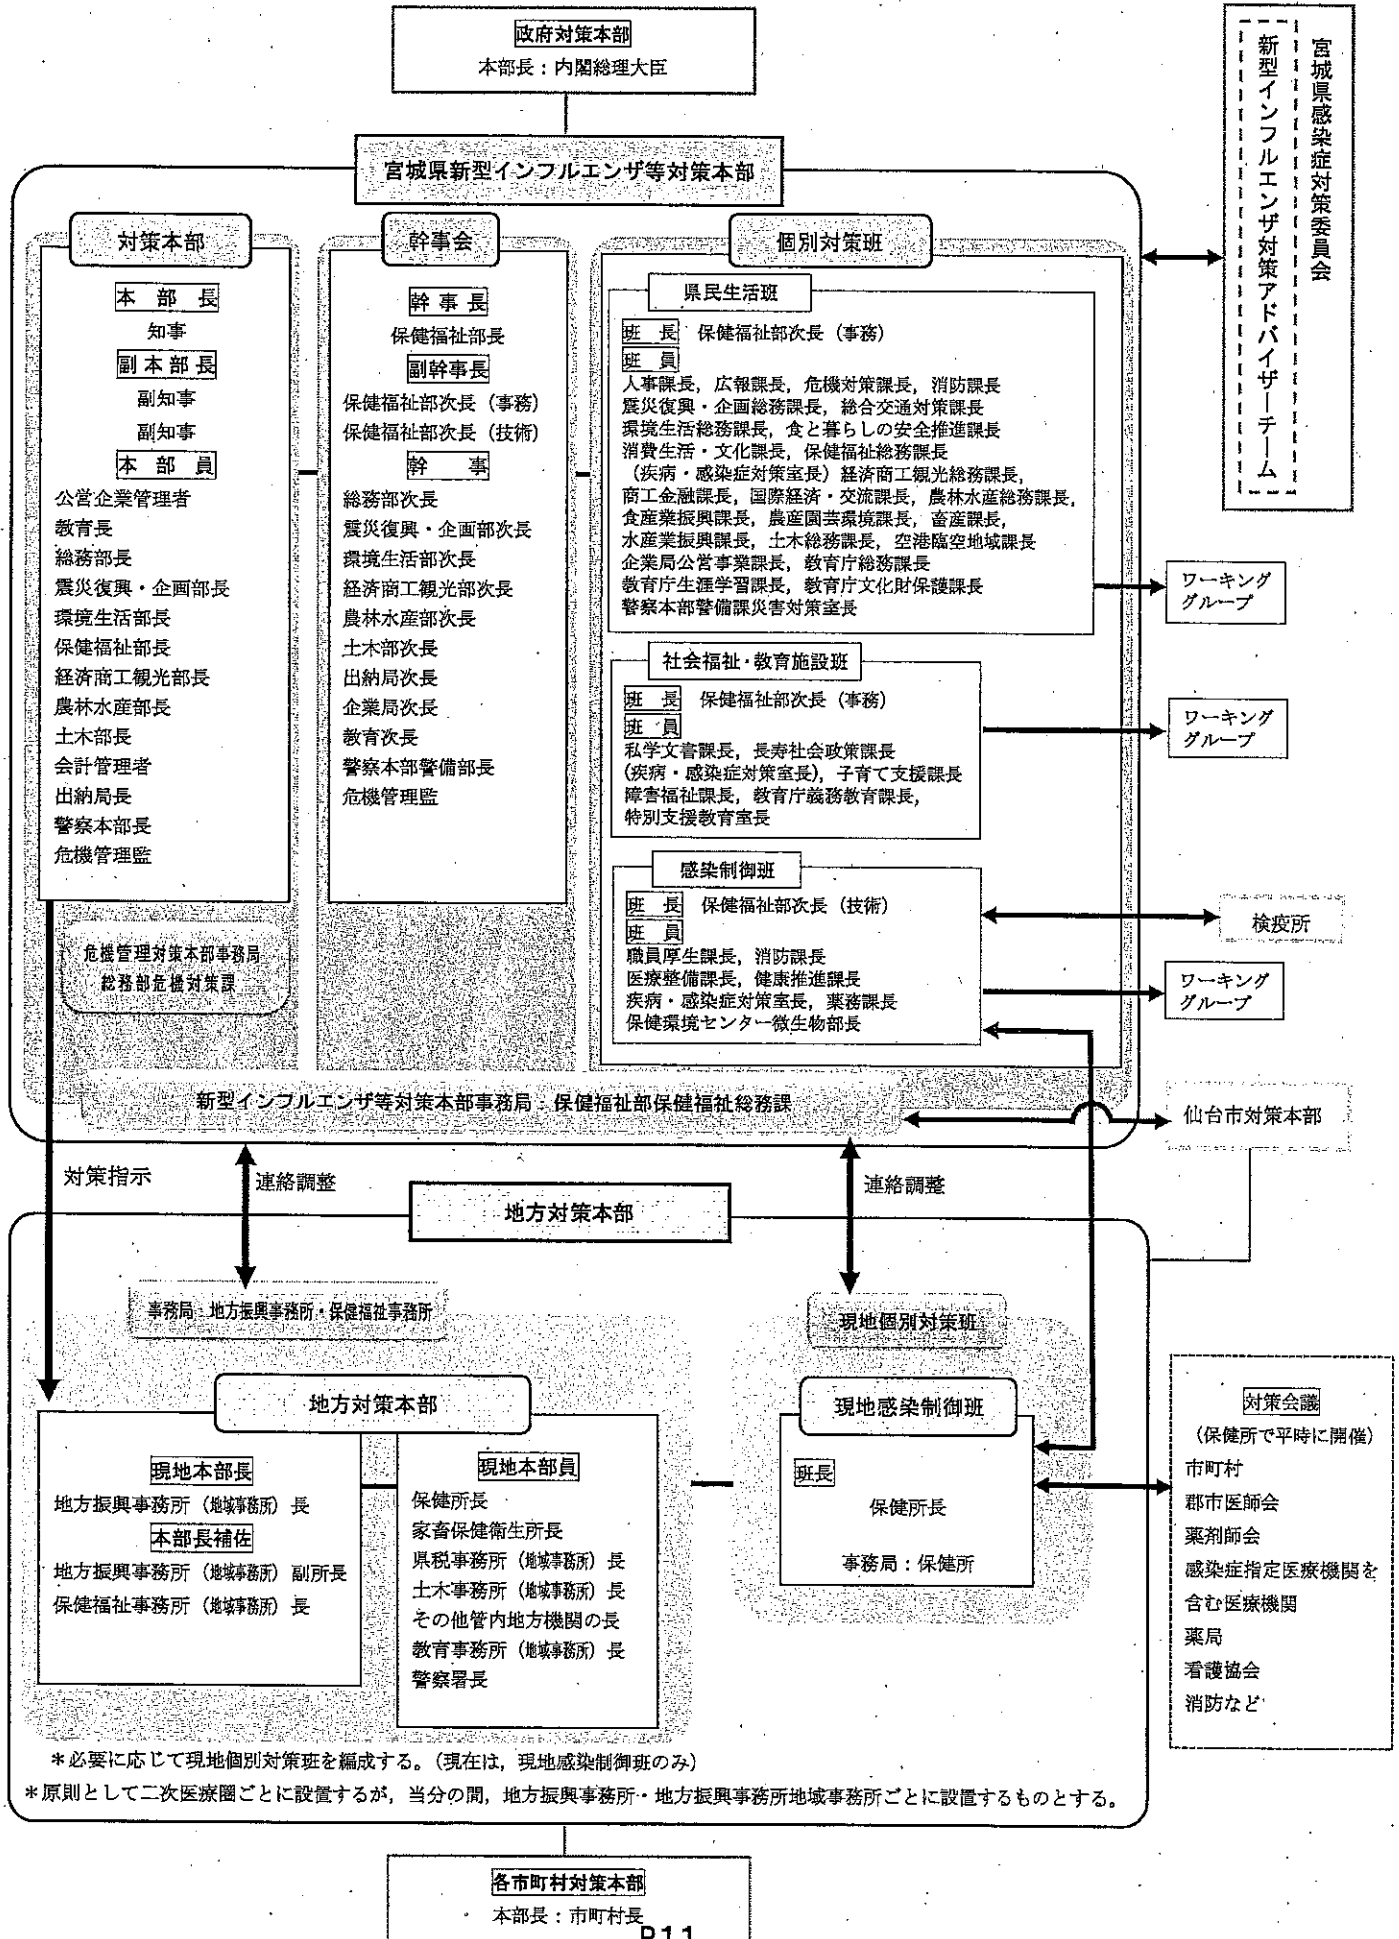 政府対策本部
本部長：内閣総理大臣
宮城県感染症対策委員会
新型インフルエンザ対策アドバイザーチーム
宮城県新型インフルエンザ等対策本部
対策本部
本部長
知事
副本部長
副知事
副知事
本部員
公営企業管理者
教育長
総務部長
震災復興・企画部長
環境生活部長
保健福祉部長
経済商工観光部長
農林水産部長
土木部長
会計管理者
出納局長
警察本部長
危機管理監
危機管理対策本部事務局
総務部危機対策課
幹事会
幹事長
保健福祉部長
副幹事長
保健福祉部次長（事務）
保健福祉部次長（技術）
幹事
総務部次長
震災復興・企画部次長
環境生活部次長
経済商工観光部次長
農林水産部次長
土木部次長
出納局次長
企業局次長
教育次長
警察本部警備部長
危機管理監
個別対策班
県民生活班
班長 保健福祉部次長（事務）
班員
人事課長，広報課長，危機対策課長，消防課長
震災復興・企画総務課長，総合交通対策課長
環境生活総務課長，食と暮らしの安全推進課長
消費生活・文化課長，保健福祉総務課長
（疾病・感染症対策室長）経済商工観光総務課長，
商工金融課長，国際経済・交流課長，農林水産総務課長，
食産業振興課長，農産園芸環境課長，畜産課長，
水産業振興課長，土木総務課長，空港臨空地域課長
企業局公営事業課長，教育庁総務課長
教育庁生涯学習課長，教育庁文化財保護課長
警察本部警備課災害対策室長
ワーキング
グループ
社会福祉・教育施設班
班長 保健福祉部次長（事務）
班員
私学文書課長，長寿社会政策課長
（疾病・感染症対策室長），子育て支援課長
障害福祉課長，教育庁義務教育課長，
特別支援教育室長
ワーキング
グループ
感染制御班
班長 保健福祉部次長（技術）
班員
職員厚生課長，消防課長
医療整備課長，健康推進課長
疾病・感染症対策室長，薬務課長
保健環境センター微生物部長
検疫所
ワーキング
グループ
新型インフルエンザ等対策本部事務局：保健福祉部保健福祉総務課
仙台市対策本部
対策指示
連絡調整
連絡調整
地方対策本部
事務局：地方振興事務所・保健福祉事務所
地方対策本部
現地本部長
地方振興事務所（地域事務所）長
本部長補佐
地方振興事務所（地域事務所）副所長
保健福祉事務所（地域事務所）長
現地本部員
保健所長
家畜保健衛生所長
県税事務所（地域事務所）長
土木事務所（地域事務所）長
その他管内地方機関の長
教育事務所（地域事務所）長
警察署長
現地個別対策班
現地感染制御班
班長
保健所長
事務局：保健所
対策会議
（保健所で平時に開催）
市町村
郡市医師会
薬剤師会
感染症指定医療機関を
含む医療機関
薬局
看護協会
消防など
＊必要に応じて現地個別対策班を編成する。（現在は，現地感染制御班のみ）
＊原則として二次医療圏ごとに設置するが，当分の間，地方振興事務所・地方振興事務所地域事務所ごとに設置するものとする。
各市町村対策本部
本部長：市町村長
P11